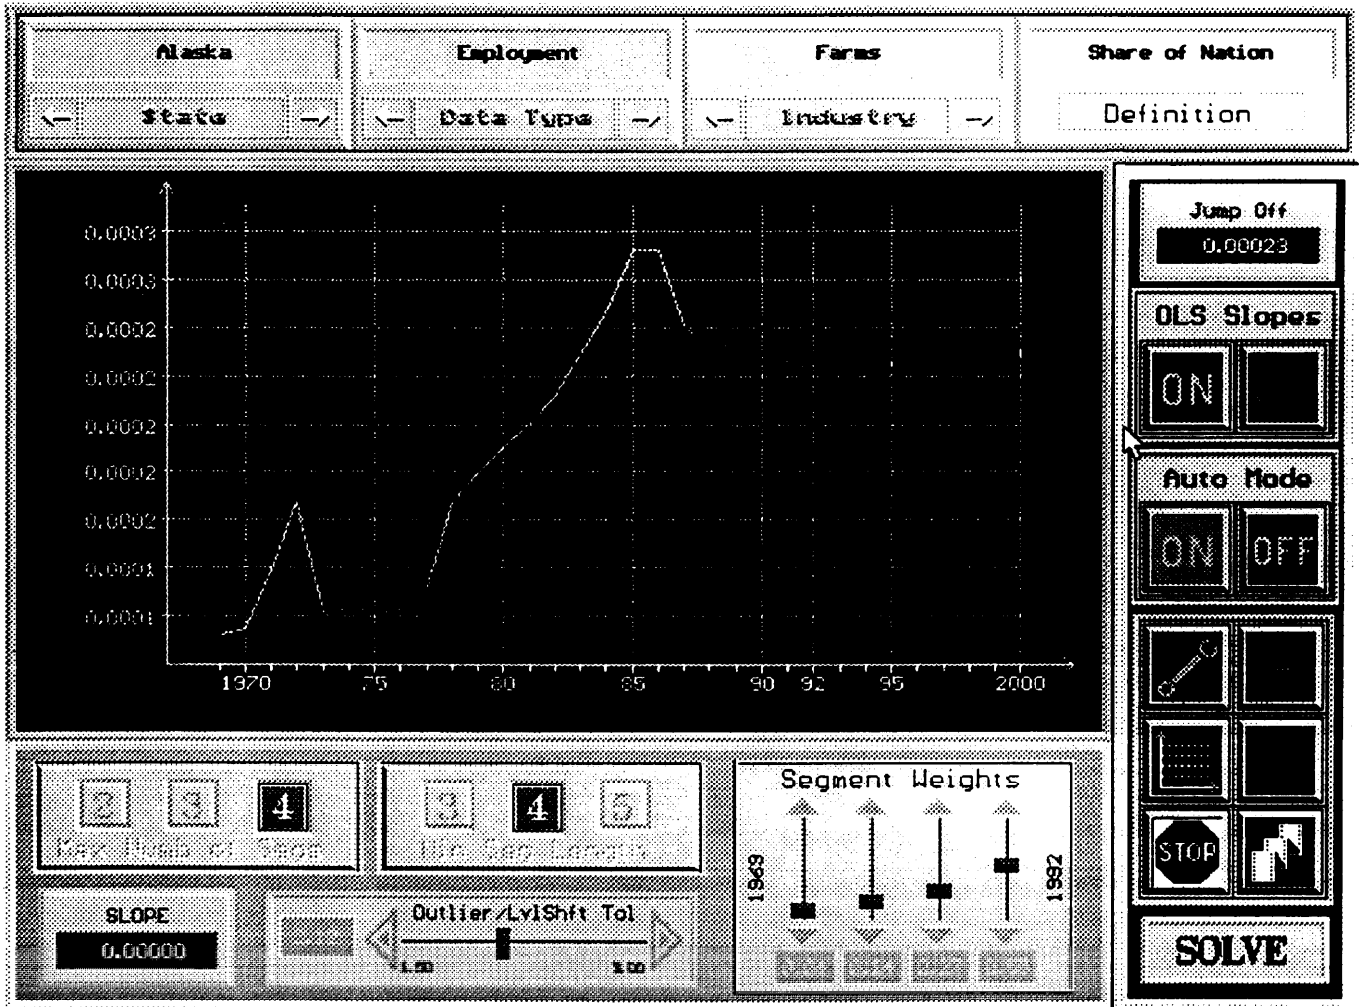 Alaska
Employment
Farms
Share of Nation
State
Data Type
Industry
Definition
0.0003
0.0003
0.0002
0.0002
0.0002
0.0002
0.0002
0.0001
0.0001
1970 75 80 85 90 92 95 2000
Jump Off
0.00023
OLS Slopes
ON
Auto Mode
ON OFF
STOP
SOLVE
2 3 4
3 4 5
Min Seg Length
SLOPE
0.00000
Outlier/LvlShft Tol
Segment Weights
1969
1992